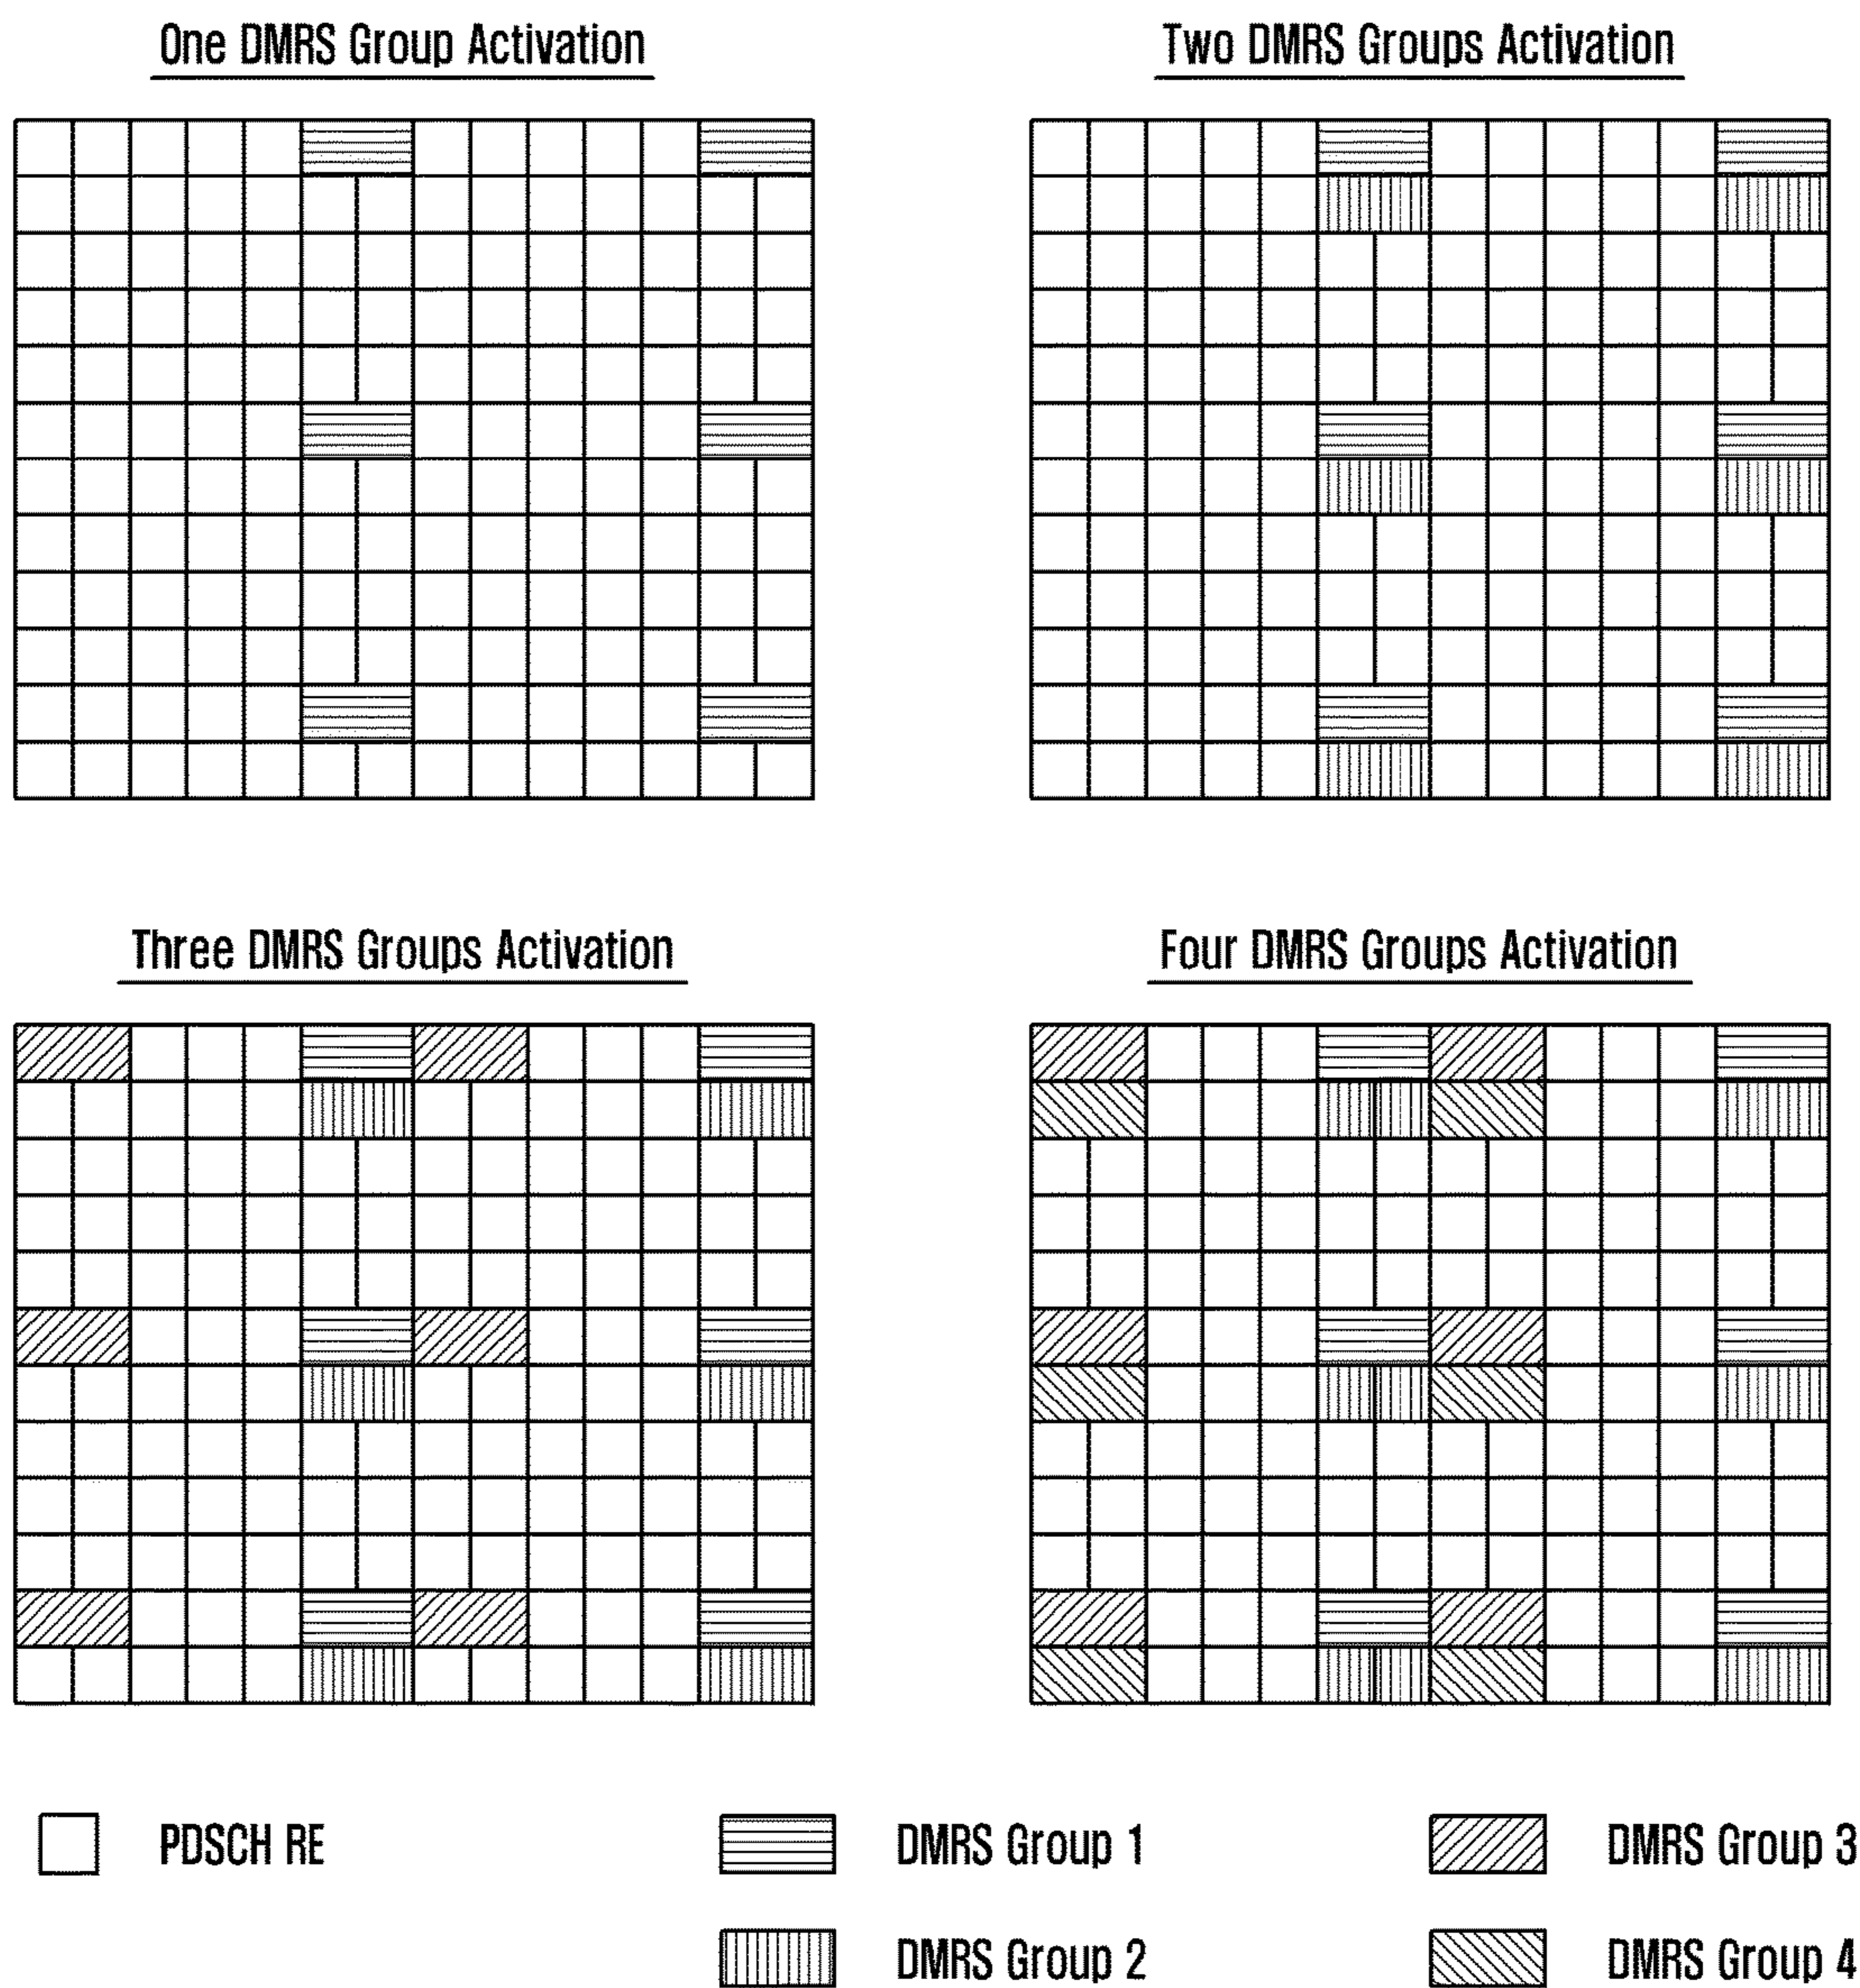 One DMRS Group Activation
Two DMRS Groups Activation
Three DMRS Groups Activation
Four DMRS Groups Activation
PDSCH RE
DMRS Group 1
DMRS Group 3
DMRS Group 2
DMRS Group 4